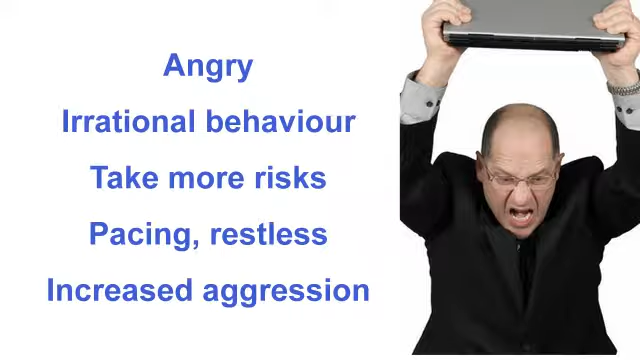 Angry
Irrational behaviour
Take more risks
Pacing, restless
Increased aggression